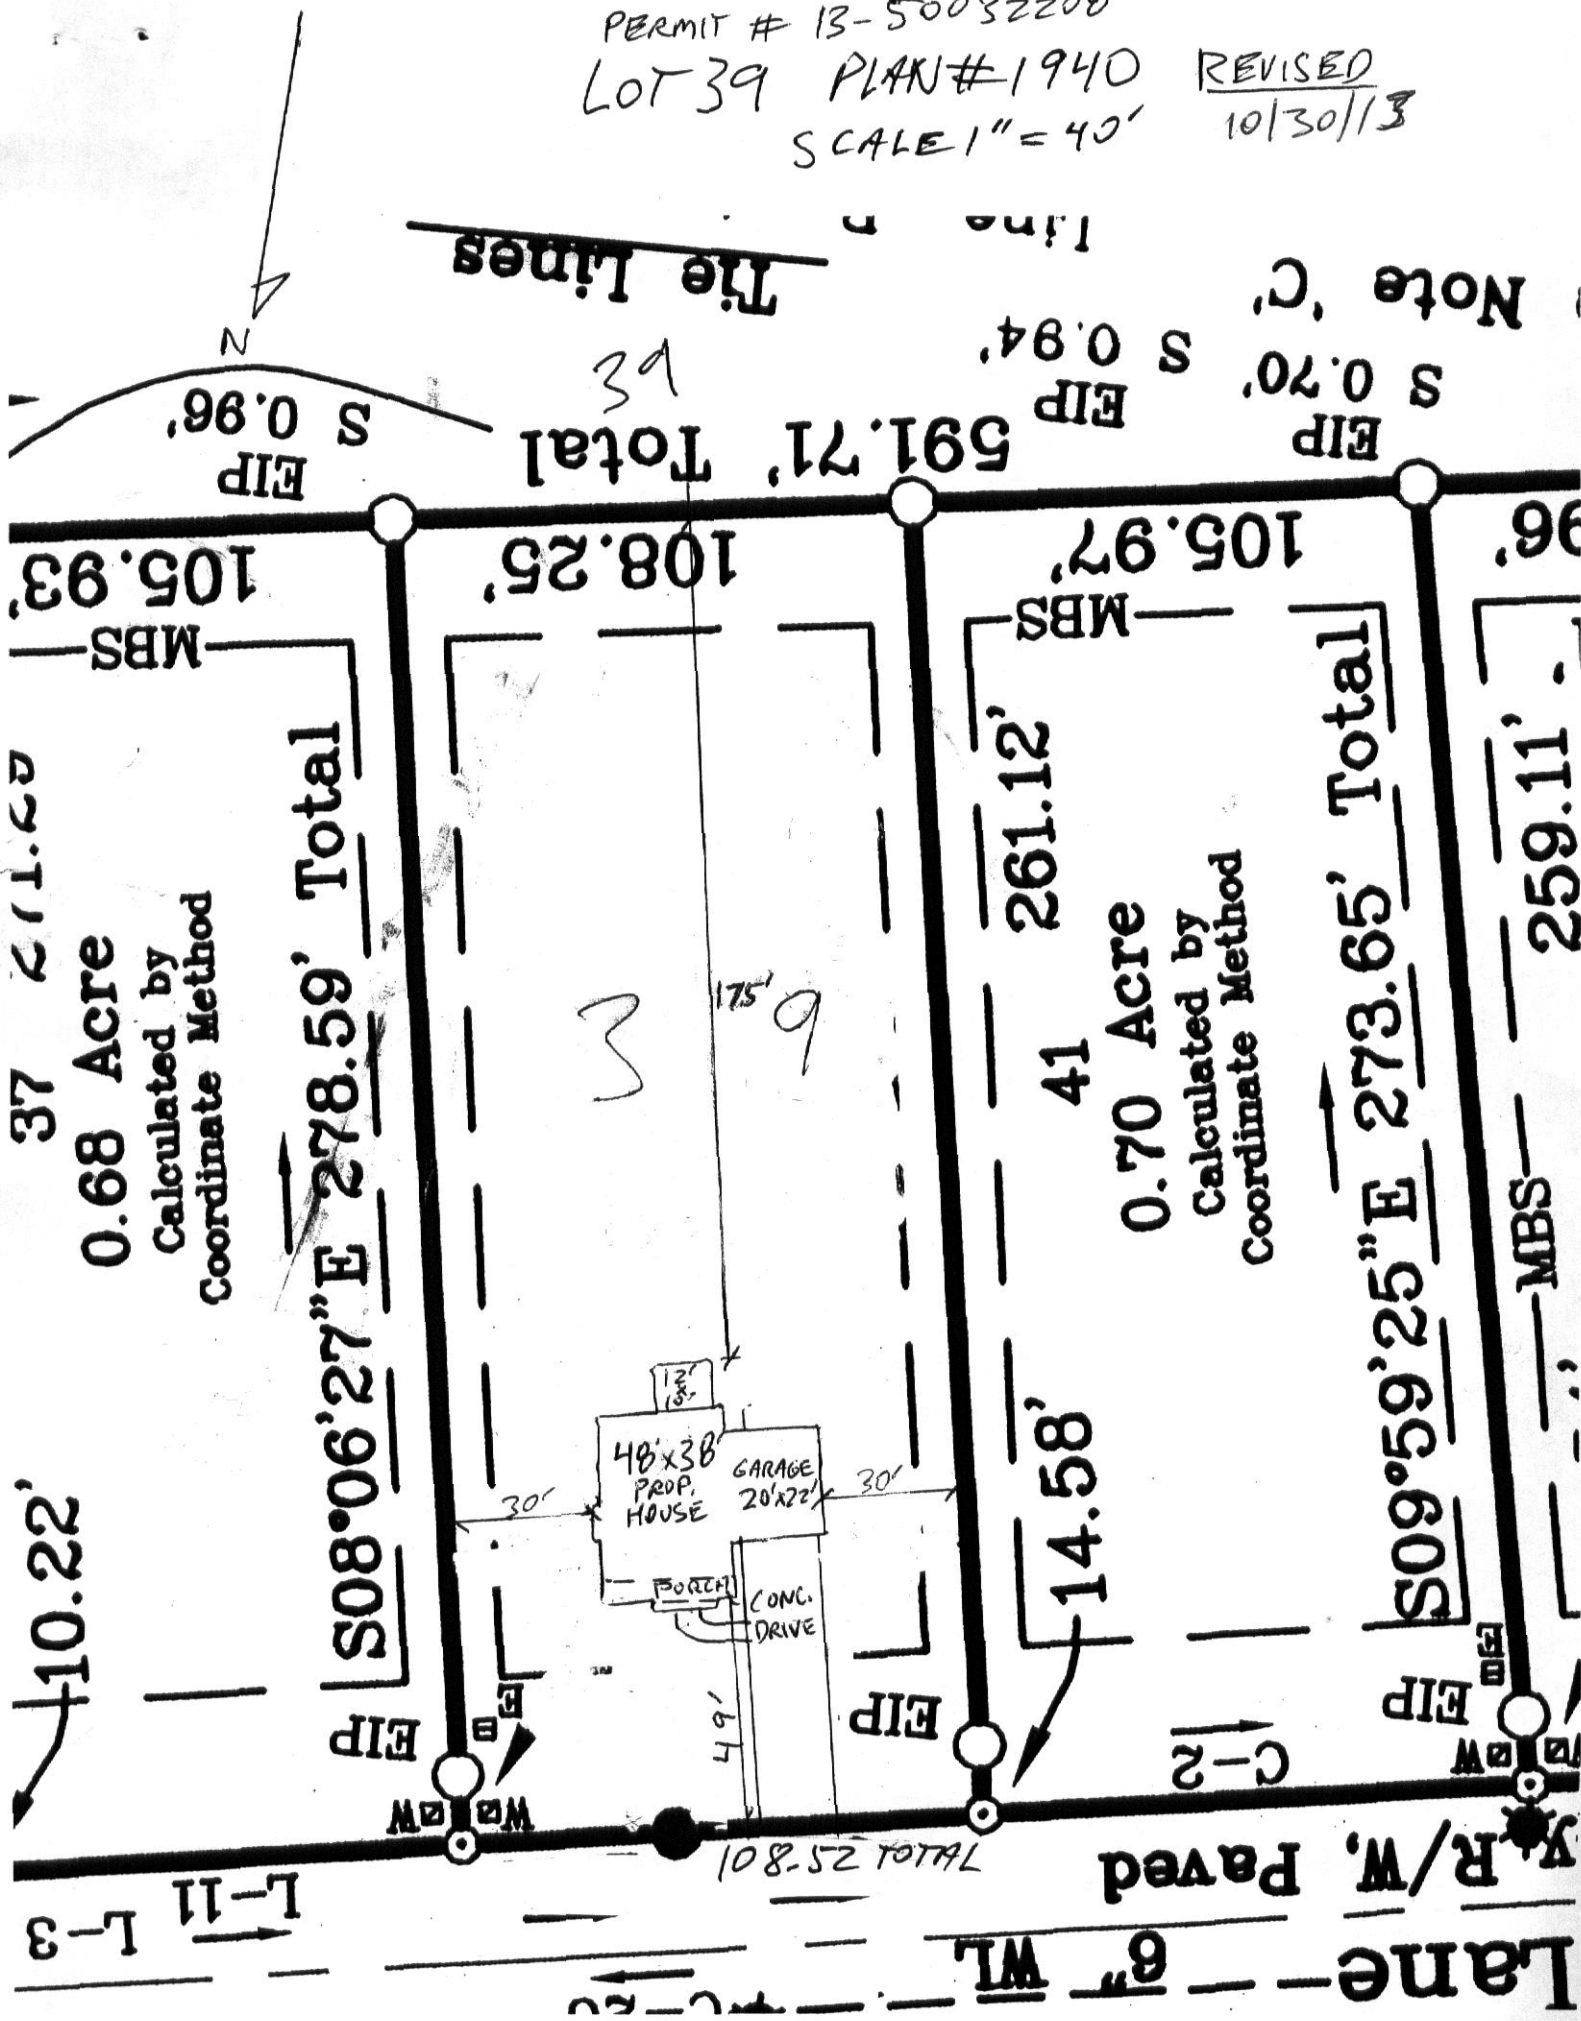 PERMIT # 13-50032200
LOT 39 PLAN #1940 REVISED
10/30/13
SCALE 1" = 40'
Line
Tie Lines
Note 'C'
N
39
S 0.96'
EIP
591.71' Total
S 0.94'
EIP
S 0.70'
EIP
105.93'
108.25'
105.97'
96'
MBS
MBS
37
0.68 Acre
Calculated by
Coordinate Method
S08°06'27"E 278.59' Total
10.22'
39
175'
261.12'
41
0.70 Acre
Calculated by
Coordinate Method
S09°59'25"E 273.65' Total
14.58'
259.11'
MBS
12'
x
48'x38'
PROP.
HOUSE
GARAGE
20'x22'
30'
30'
PORCH
CONC.
DRIVE
49'
EIP
E
EIP
EIP
E
W W
W
C-2
108.52 TOTAL
R/W, Paved
L-11
L-3
6" WL
Lane